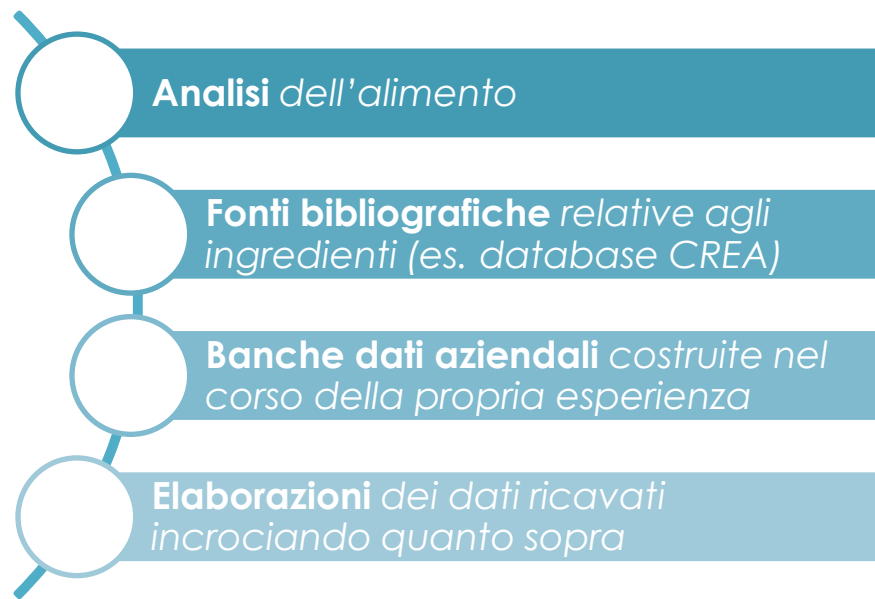 Analisi dell’alimento
Fonti bibliografiche relative agli
ingredienti (es. database CREA)
Banche dati aziendali costruite nel
corso della propria esperienza
Elaborazioni dei dati ricavati
incrociando quanto sopra